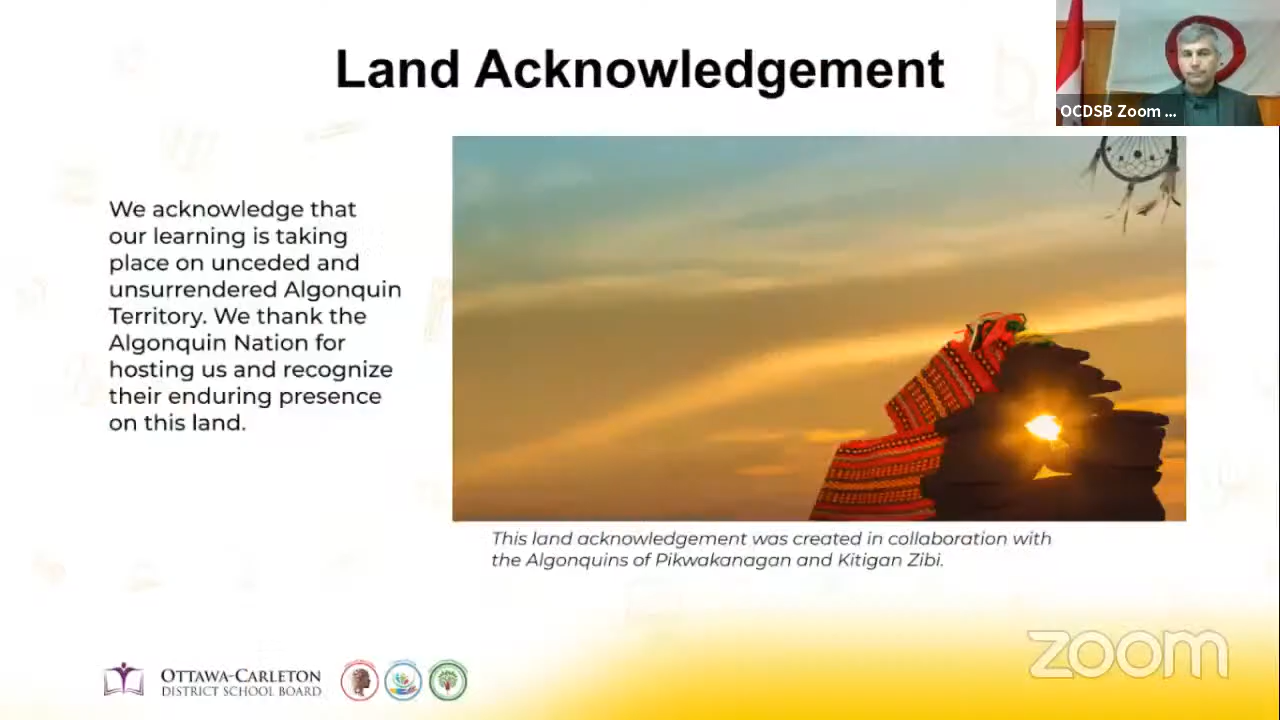 Land Acknowledgement
OCDSB Zoom ...
We acknowledge that
our learning is taking
place on unceded and
unsurrendered Algonquin
Territory. We thank the
Algonquin Nation for
hosting us and recognize
their enduring presence
on this land.
This land acknowledgement was created in collaboration with
the Algonquins of Pikwakanagan and Kitigan Zibi.
OTTAWA-CARLETON
DISTRICT SCHOOL BOARD
zoom